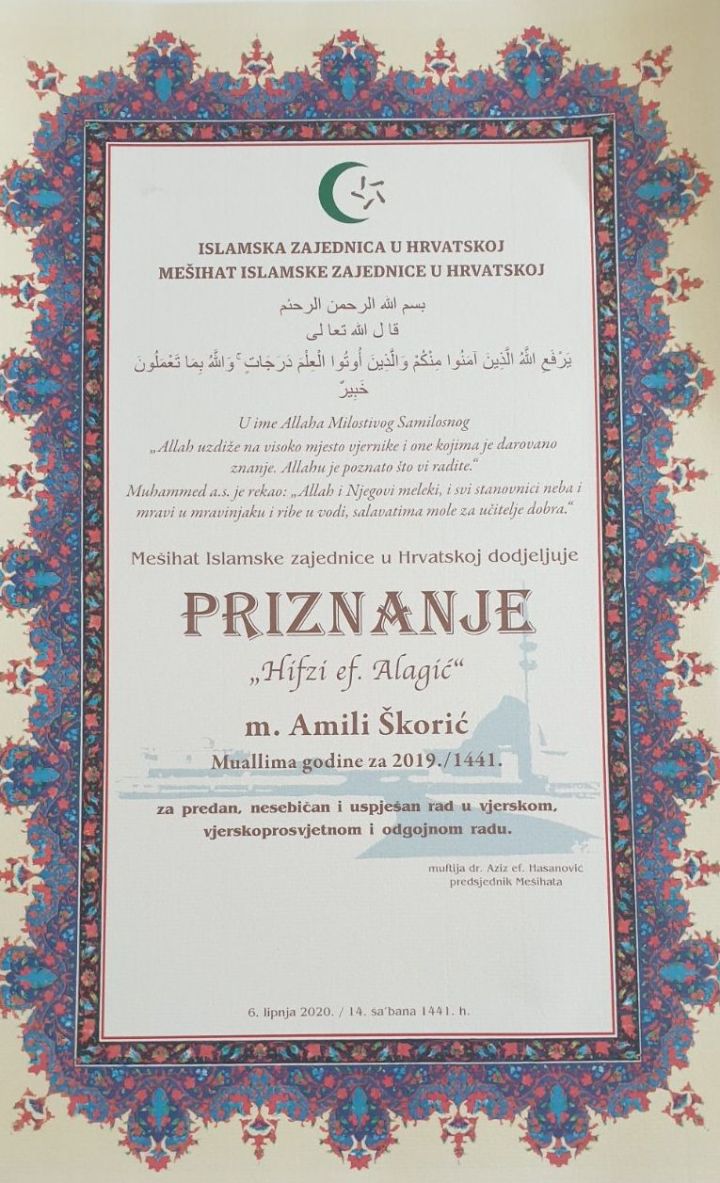 ISLAMSKA ZAJEDNICA U HRVATSKOJ
MEŠIHAT ISLAMSKE ZAJEDNICE U HRVATSKOJ
بسم الله الرحمن الرحيم
قا ل الله تعا لى
يَرْفَعِ اللَّهُ الَّذِينَ آمَنُوا مِنْكُمْ وَالَّذِينَ أُوتُوا الْعِلْمَ دَرَجَاتٍ ۚ وَاللَّهُ بِمَا تَعْمَلُونَ
خَبِيرٌ
U ime Allaha Milostivog Samilosnog
„Allah uzdiže na visoko mjesto vjernike i one kojima je darovano
znanje. Allahu je poznato što vi radite.“
Muhammed a.s. je rekao: „Allah i Njegovi meleki, i svi stanovnici neba i
mravi u mravinjaku i ribe u vodi, salavatima mole za učitelje dobra.“
Mešihat Islamske zajednice u Hrvatskoj dodjeljuje
PRIZNANJE
„Hifzi ef. Alagić“
m. Amili Škorić
Muallima godine za 2019./1441.
za predan, nesebičan i uspješan rad u vjerskom,
vjerskoprosvjetnom i odgojnom radu.
muftija dr. Aziz ef. Hasanović
predsjednik Mešihata
6. lipnja 2020. / 14. ša'bana 1441. h.